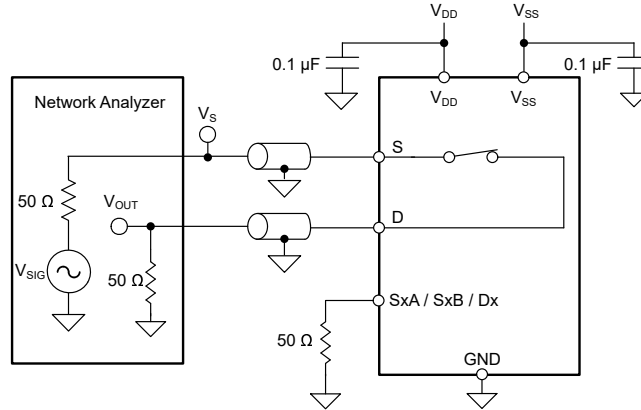 V_DD V_SS
0.1 µF 0.1 µF
V_DD V_SS
Network Analyzer
V_S
S
50 Ω
V_OUT
D
V_SIG
50 Ω
SxA / SxB / Dx
50 Ω
GND